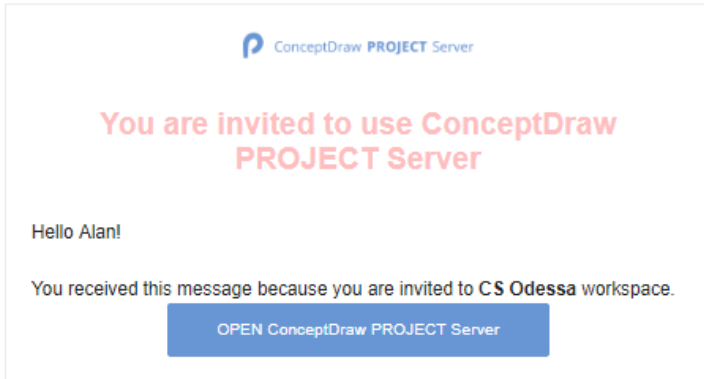 ConceptDraw PROJECT Server
You are invited to use ConceptDraw
PROJECT Server
Hello Alan!
You received this message because you are invited to CS Odessa workspace.
OPEN ConceptDraw PROJECT Server